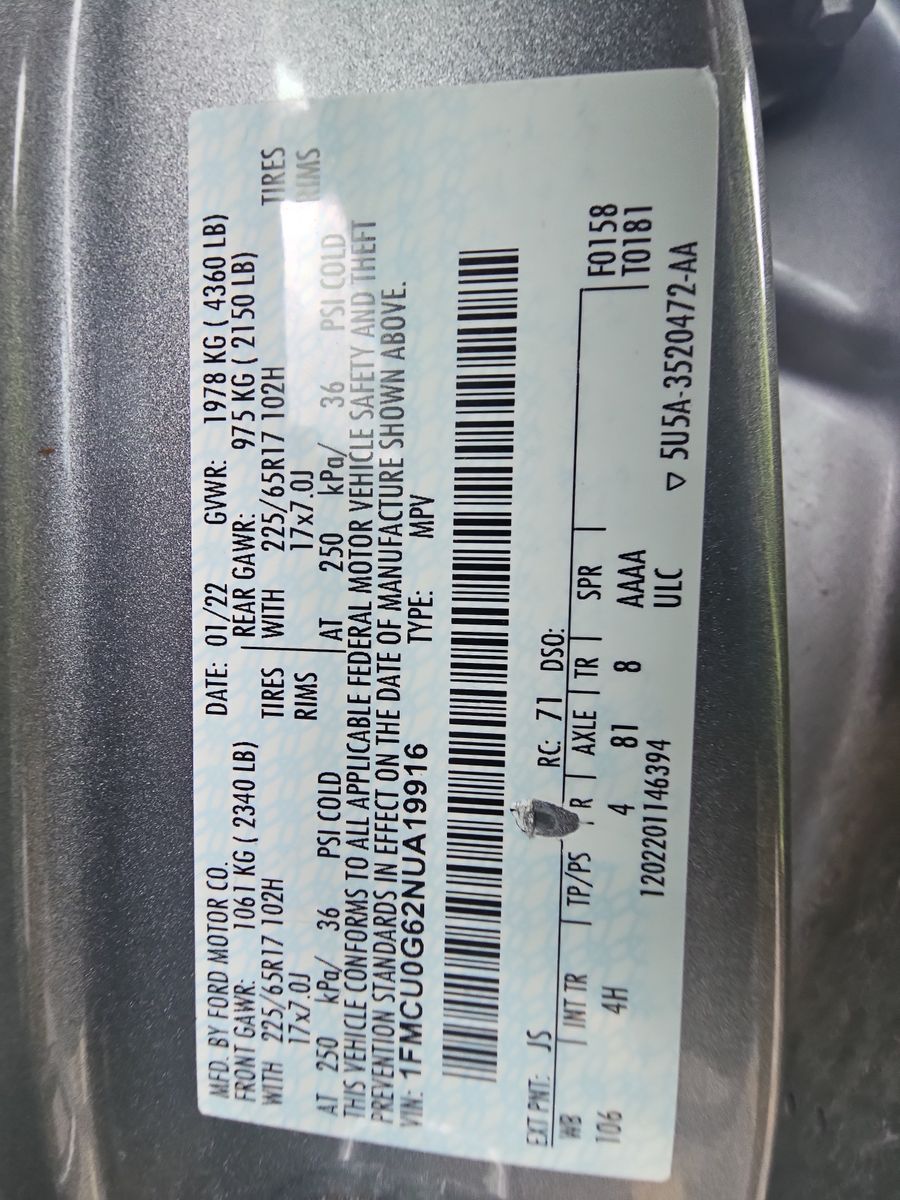 MFD. BY FORD MOTOR CO. DATE: 01/22 GVWR: 1978 KG ( 4360 LB)
FRONT GAWR: 1061 KG ( 2340 LB) REAR GAWR: 975 KG ( 2150 LB)
WITH 225/65R17 102H TIRES WITH 225/65R17 102H TIRES
17x7.0J RIMS 17x7.0J RIMS
AT 250 kPa/ 36 PSI COLD AT 250 kPa/ 36 PSI COLD
THIS VEHICLE CONFORMS TO ALL APPLICABLE FEDERAL MOTOR VEHICLE SAFETY AND THEFT
PREVENTION STANDARDS IN EFFECT ON THE DATE OF MANUFACTURE SHOWN ABOVE.
VIN: 1FMCU0G62NUA19916 TYPE: MPV
EXT PNT: JS RC: 71 DSO:
WB INT TR TP/PS R AXLE TR SPR F0158
106 4H 4 81 8 AAAA T0181
120220114 6394 ULC ▽ 5U5A-3520472-AA